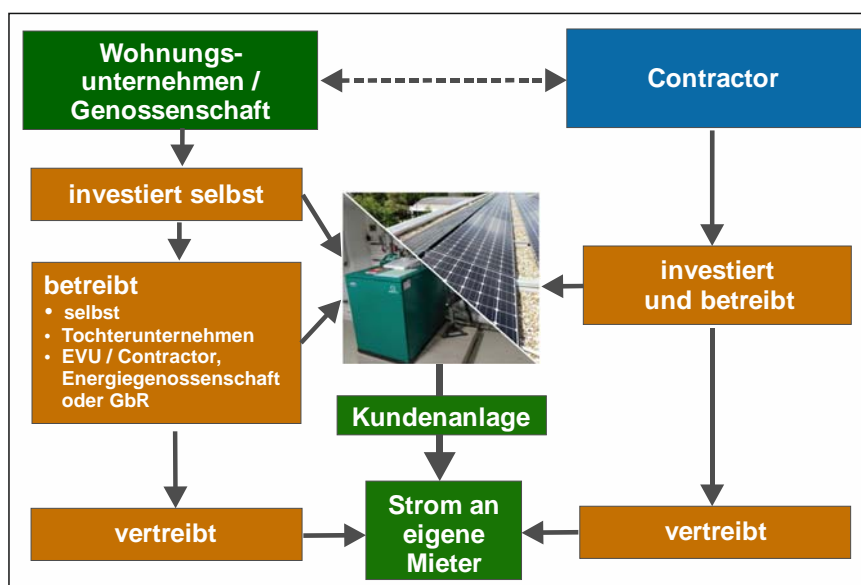 Wohnungs-
unternehmen /
Genossenschaft
Contractor
investiert selbst
betreibt
• selbst
• Tochterunternehmen
• EVU / Contractor,
Energiegenossenschaft
oder GbR
investiert
und betreibt
Kundenanlage
vertreibt
Strom an
eigene
Mieter
vertreibt